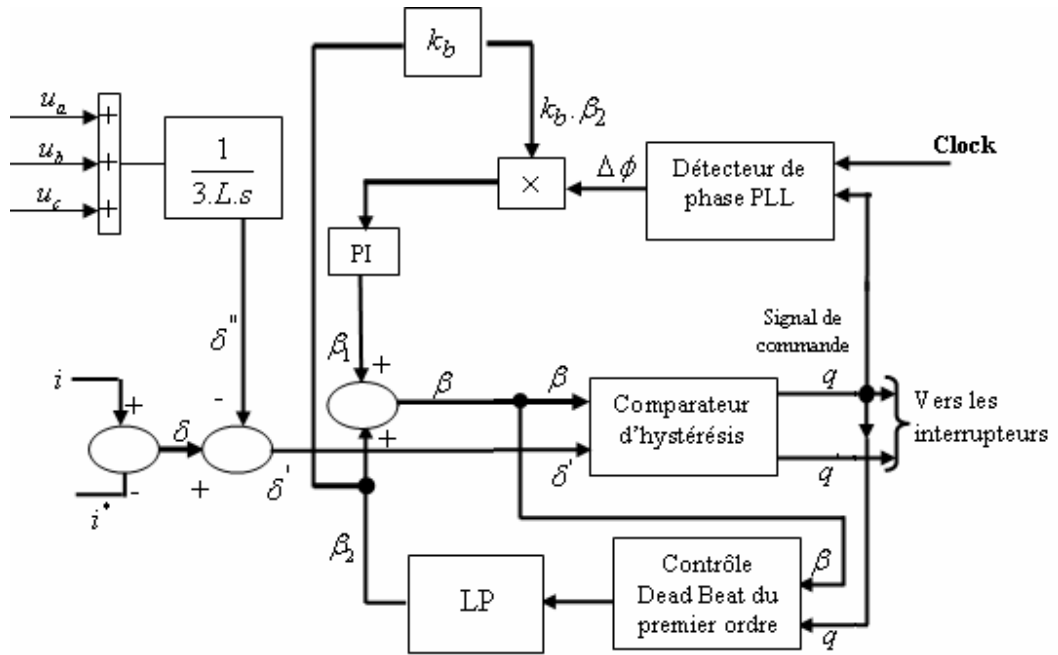 k_b
u_a
+
u_b
+
u_c
+
1
3.L.s
k_b . β_2
Clock
Δϕ
Détecteur de
phase PLL
×
PI
δ"
β_1
+
Signal de
commande
i
+
-
β
β
q
Comparateur
d'hystérésis
Vers les
interrupteurs
δ
+
δ'
+
δ'
q'
-
i*
β_2
LP
Contrôle
Dead Beat du
premier ordre
β
q